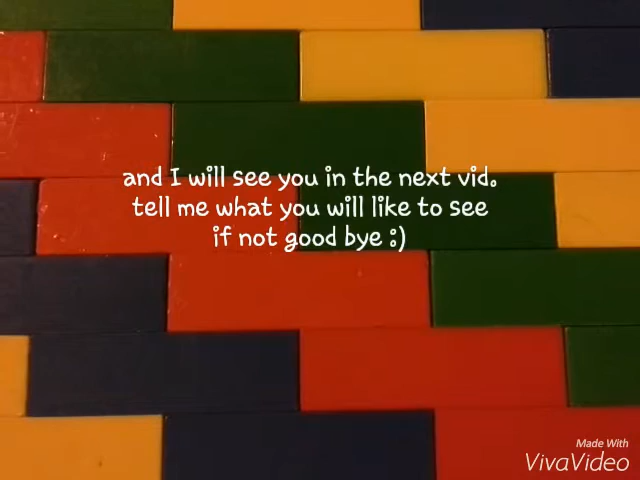 and I will see you in the next vid.
tell me what you will like to see
if not good bye :)
Made With
VivaVideo